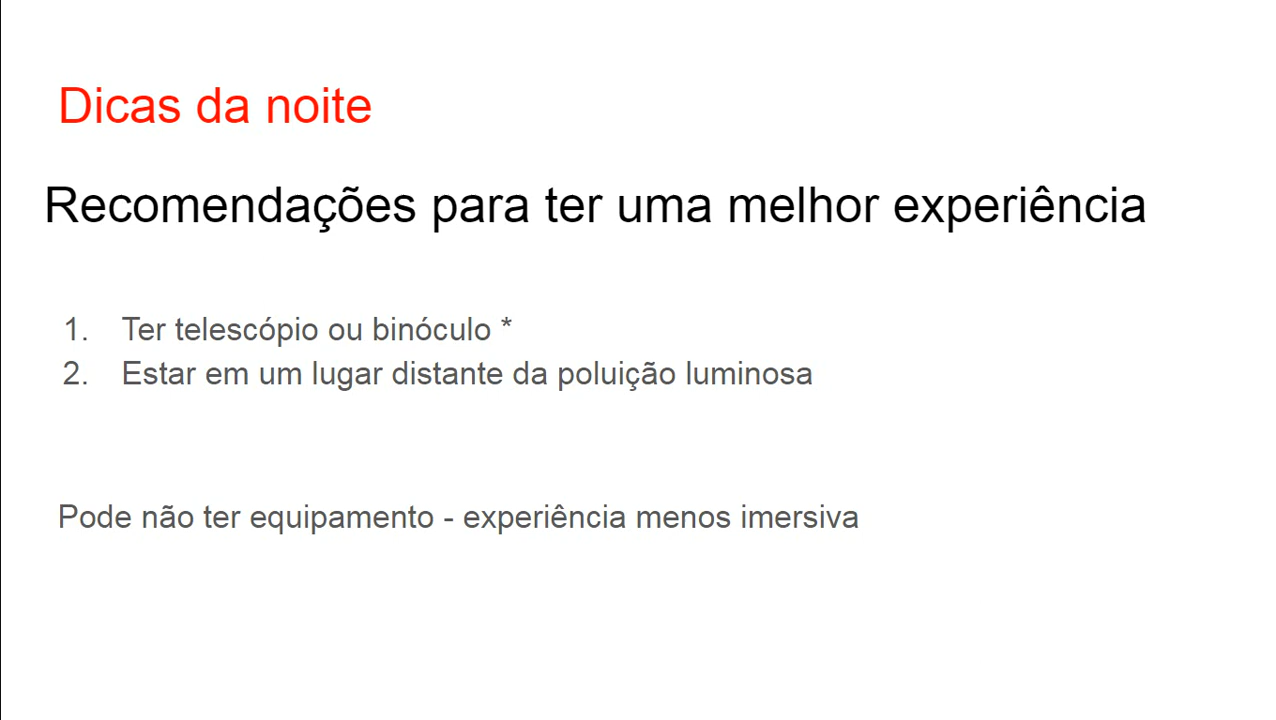 Dicas da noite
Recomendações para ter uma melhor experiência
1. Ter telescópio ou binóculo *
2. Estar em um lugar distante da poluição luminosa
Pode não ter equipamento - experiência menos imersiva